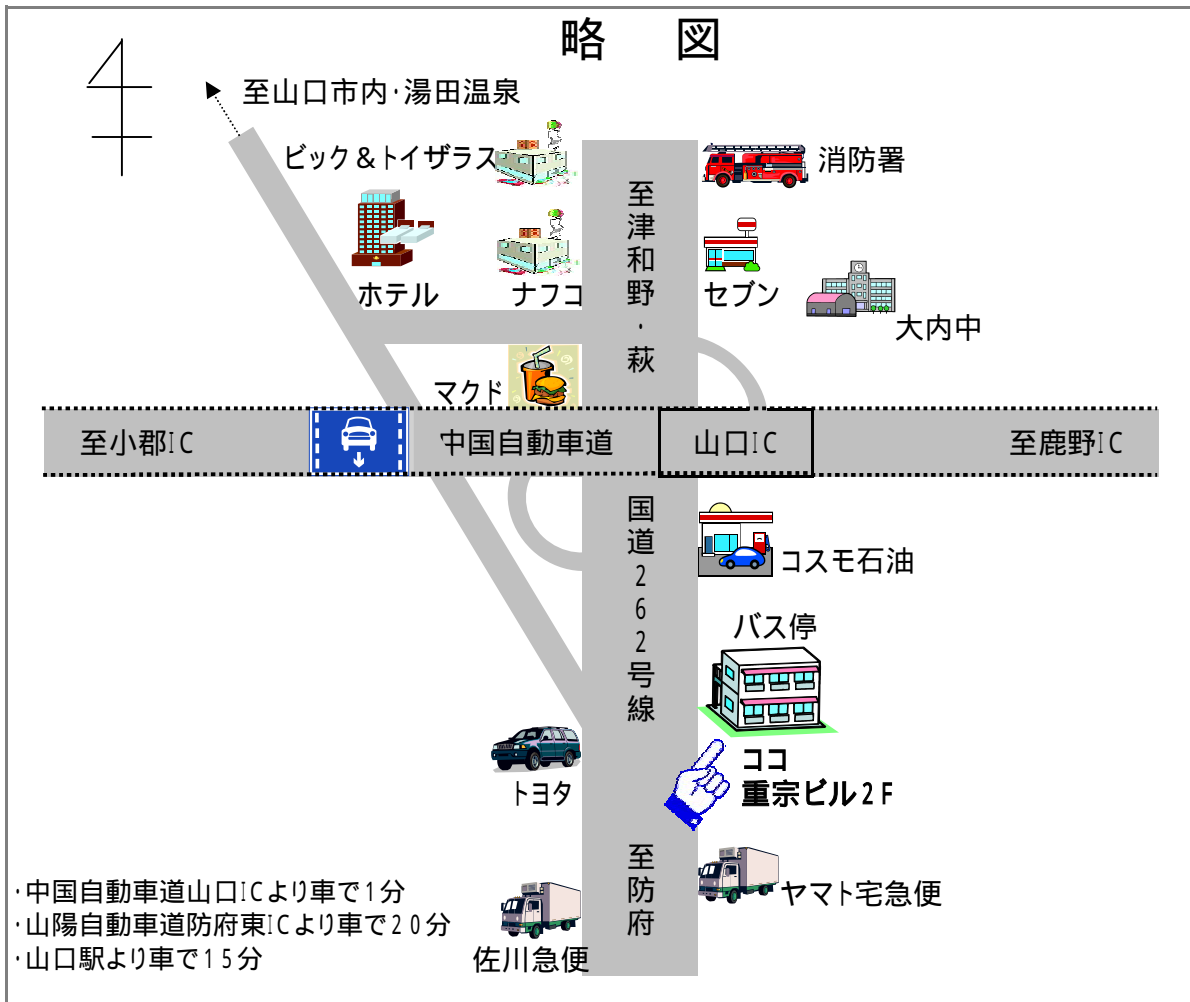 略 図
至山口市内・湯田温泉
ビック&トイザラス
消防署
至津和野・萩
ホテル
ナフコ
セブン
大内中
マクド
至小郡IC
中国自動車道
山口IC
至鹿野IC
国道262号線
コスモ石油
バス停
トヨタ
ココ
重宗ビル2F
至防府
ヤマト宅急便
佐川急便
・中国自動車道山口ICより車で1分
・山陽自動車道防府東ICより車で20分
・山口駅より車で15分